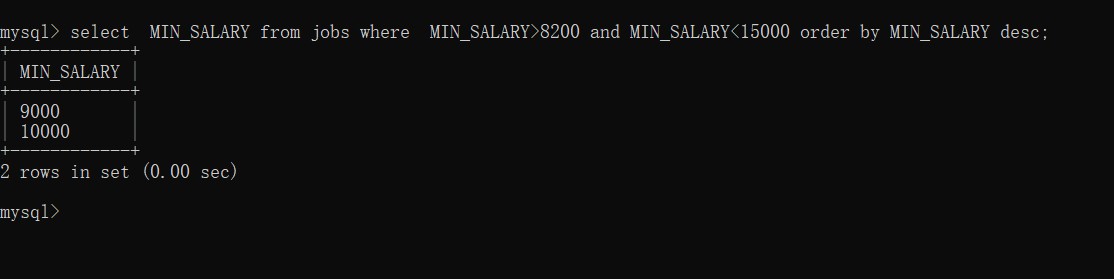 mysql> select  MIN_SALARY from jobs where  MIN_SALARY>8200 and MIN_SALARY<15000 order by MIN_SALARY desc;
+------------+
| MIN_SALARY |
+------------+
| 9000       |
| 10000      |
+------------+
2 rows in set (0.00 sec)
mysql>